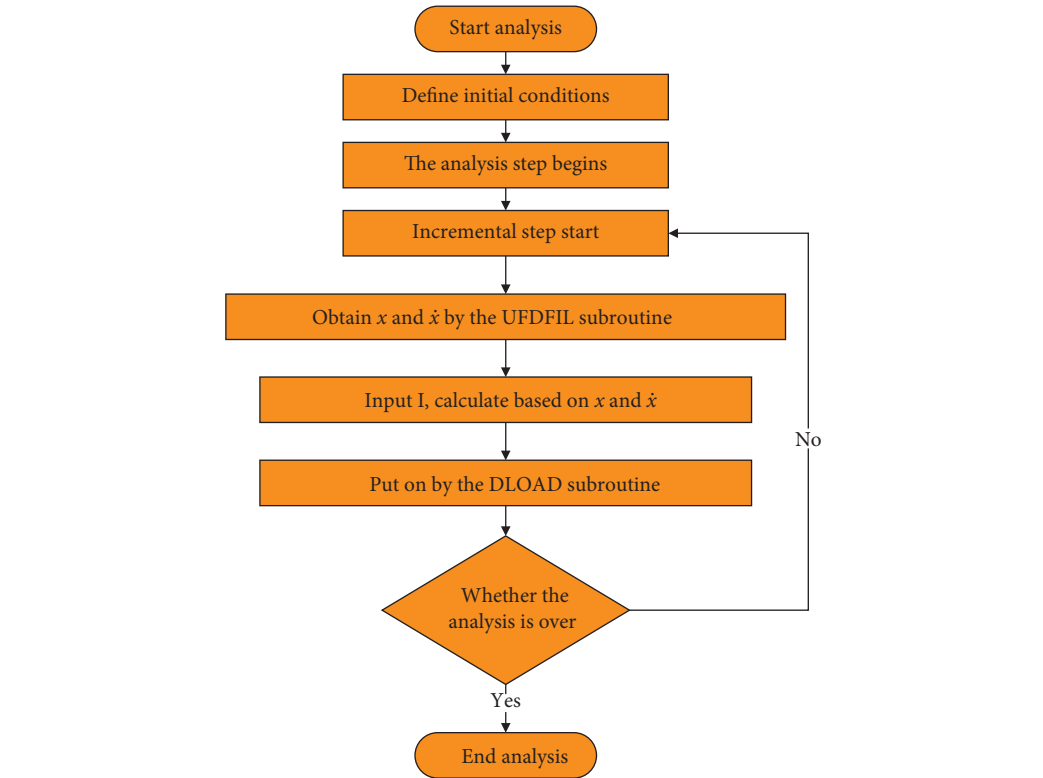 Start analysis
Define initial conditions
The analysis step begins
Incremental step start
Obtain x and ẋ by the UFDFIL subroutine
Input I, calculate based on x and ẋ
Put on by the DLOAD subroutine
Whether the
analysis is over
No
Yes
End analysis